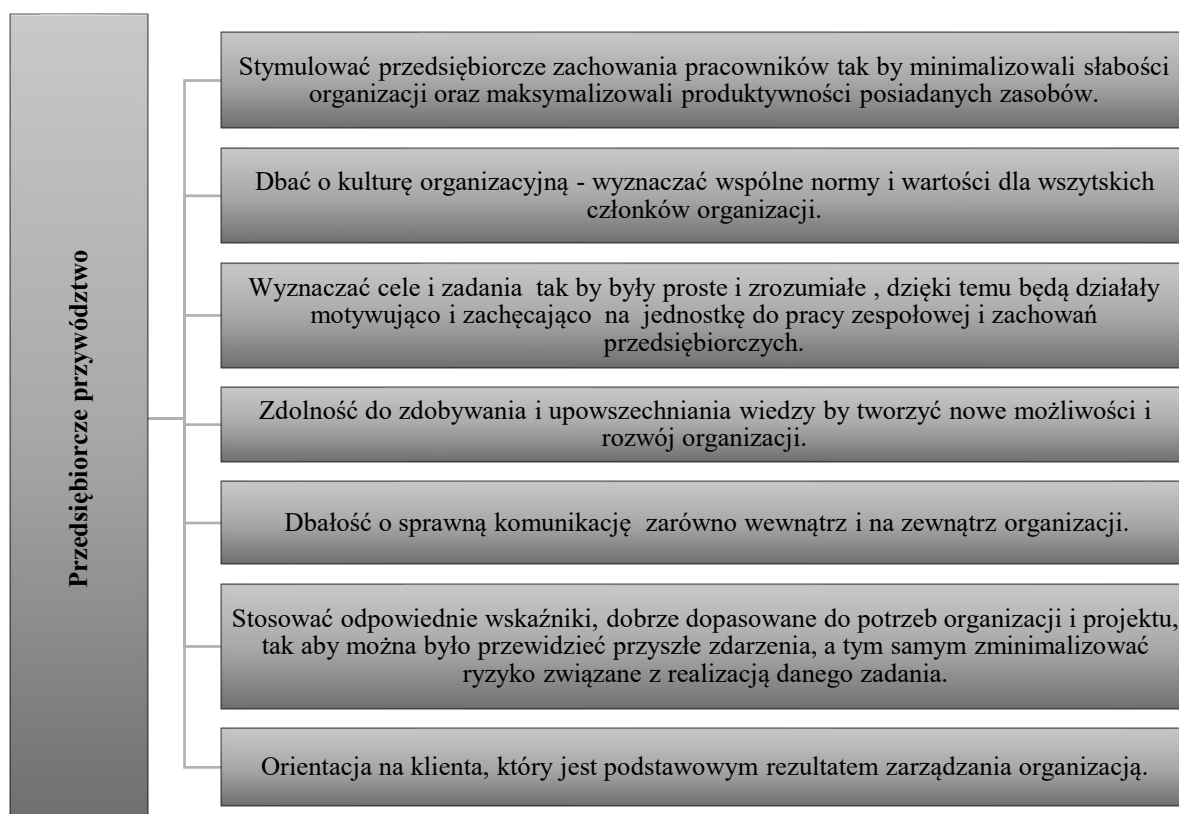 Przedsiębiorcze przywództwo
Stymulować przedsiębiorcze zachowania pracowników tak by minimalizowali słabości
organizacji oraz maksymalizowali produktywności posiadanych zasobów.
Dbać o kulturę organizacyjną - wyznaczać wspólne normy i wartości dla wszytskich
członków organizacji.
Wyznaczać cele i zadania tak by były proste i zrozumiałe , dzięki temu będą działały
motywująco i zachęcająco na jednostkę do pracy zespołowej i zachowań
przedsiębiorczych.
Zdolność do zdobywania i upowszechniania wiedzy by tworzyć nowe możliwości i
rozwój organizacji.
Dbałość o sprawną komunikację zarówno wewnątrz i na zewnątrz organizacji.
Stosować odpowiednie wskaźniki, dobrze dopasowane do potrzeb organizacji i projektu,
tak aby można było przewidzieć przyszłe zdarzenia, a tym samym zminimalizować
ryzyko związane z realizacją danego zadania.
Orientacja na klienta, który jest podstawowym rezultatem zarządzania organizacją.